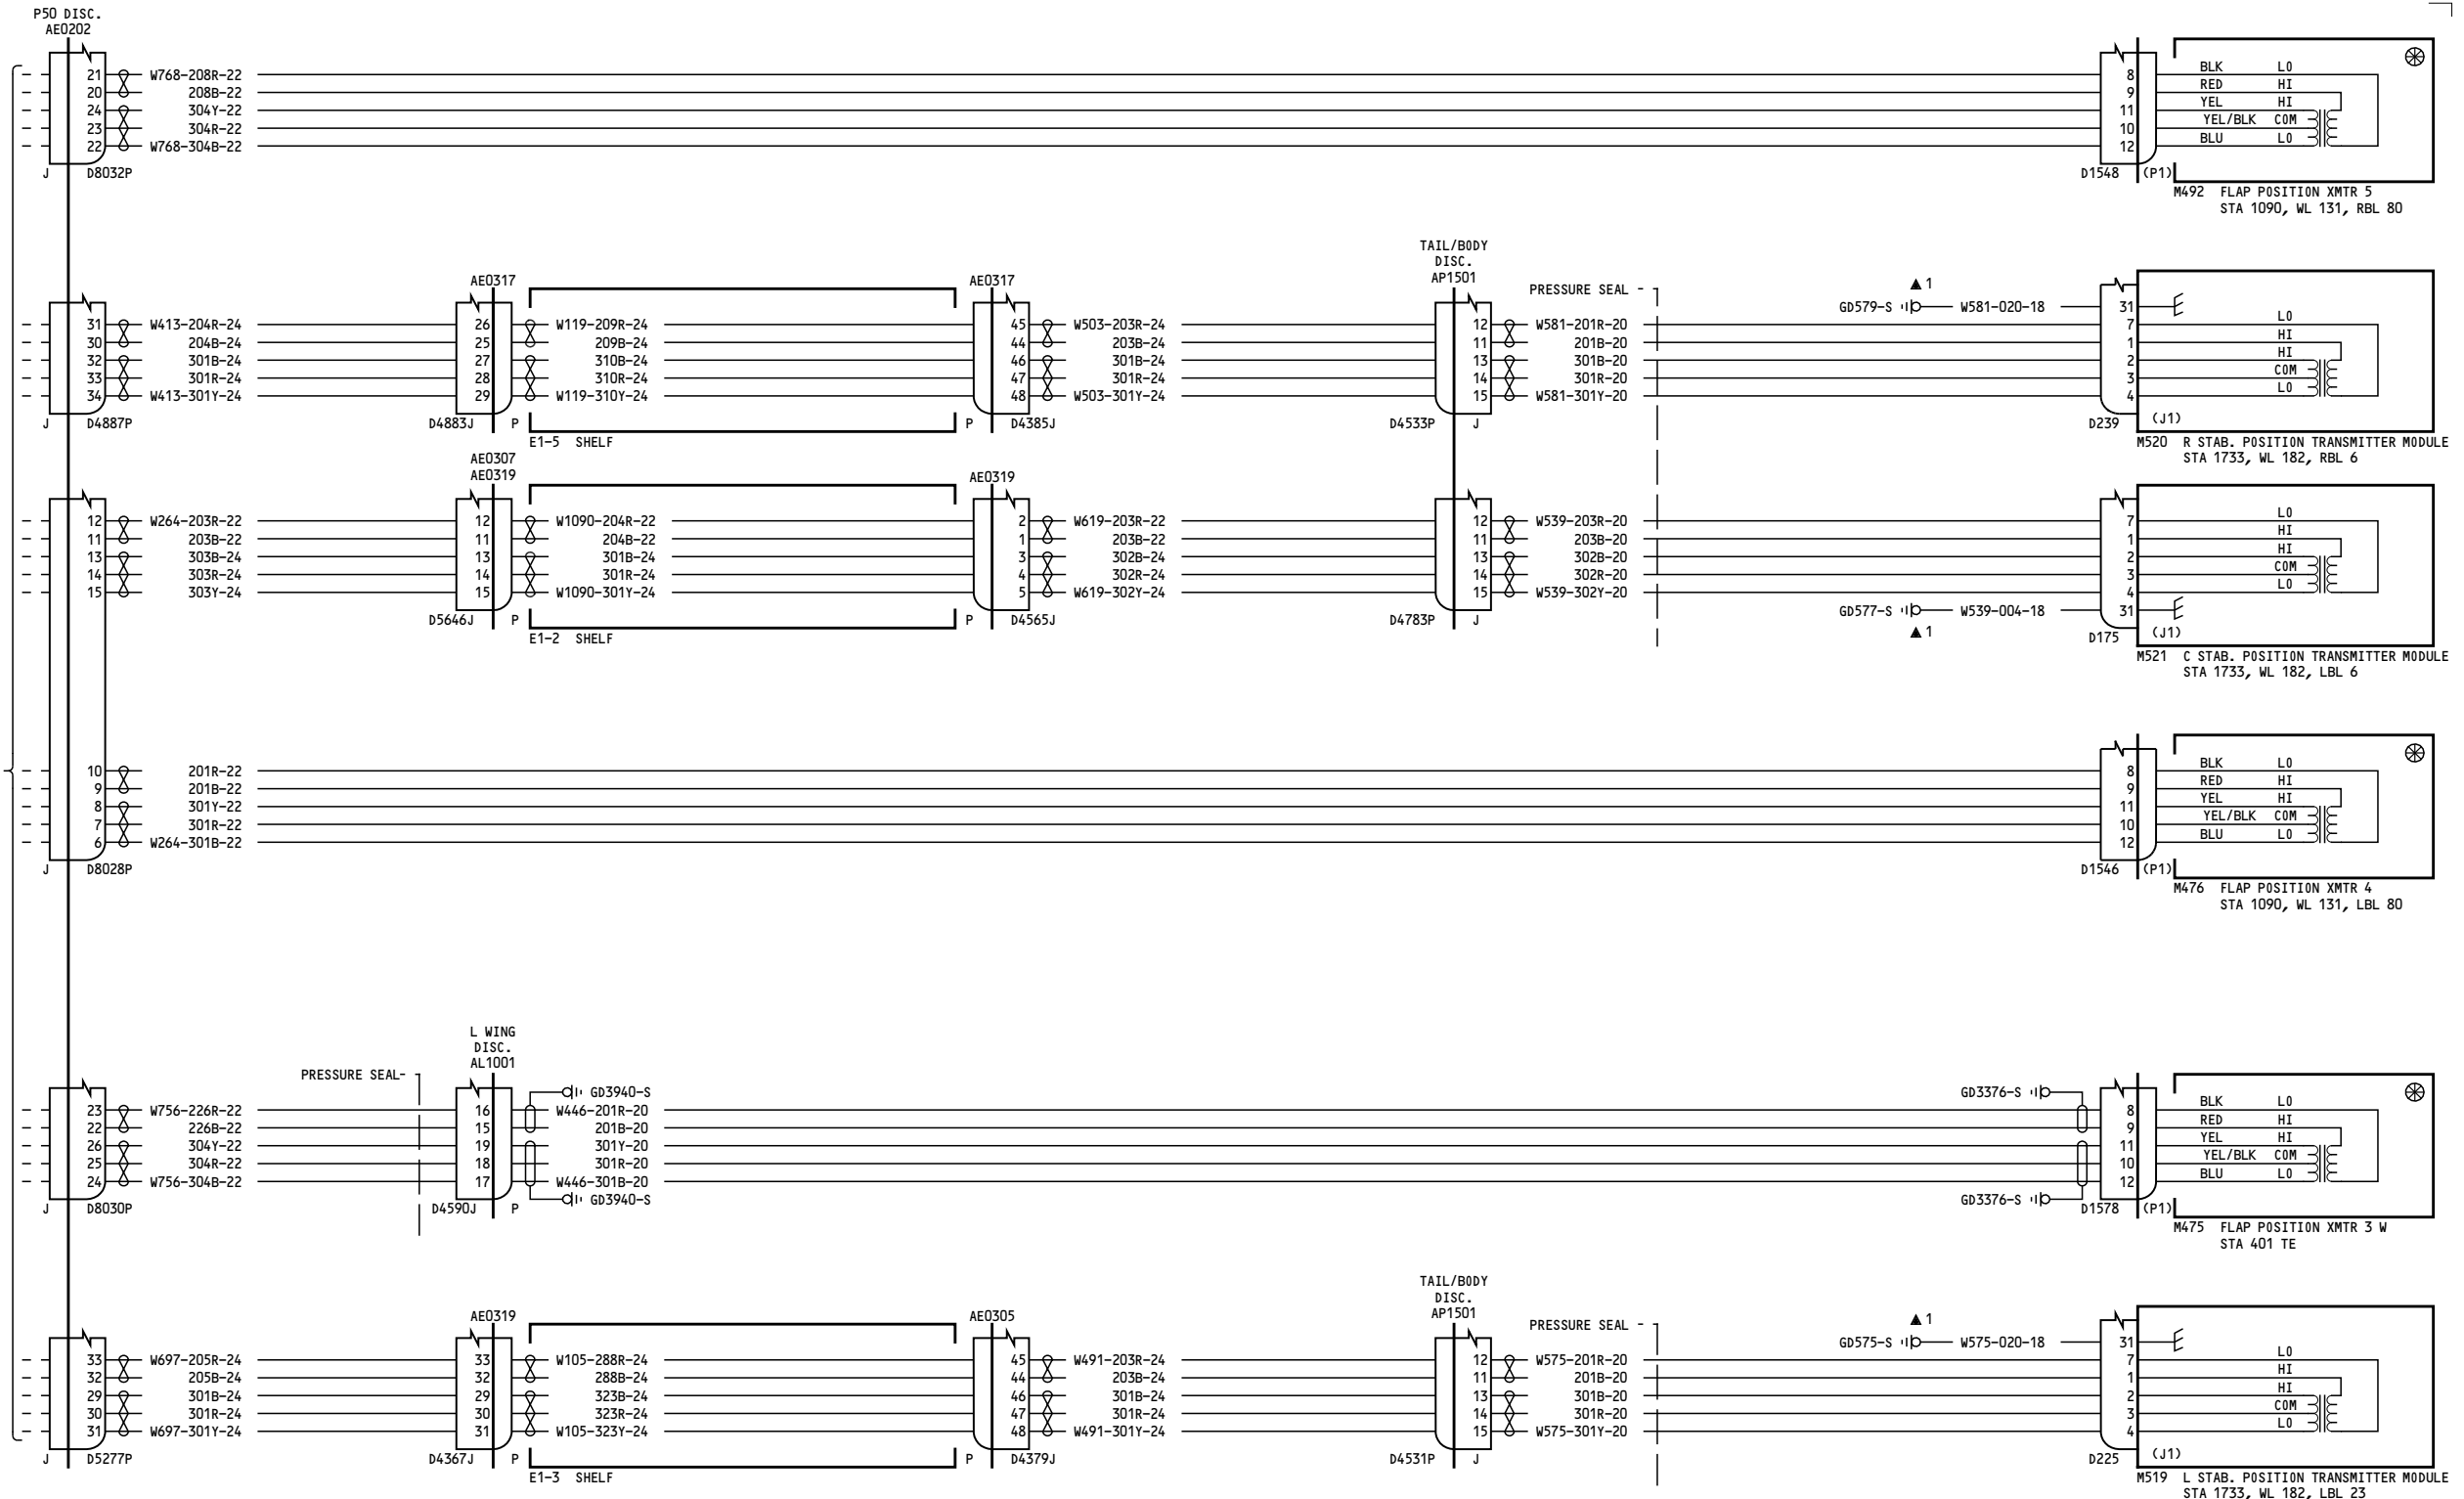 P50 DISC.
AE0202
21 W768-208R-22 8 BLK LO
20 208B-22 9 RED HI
24 304Y-22 11 YEL HI
23 304R-22 10 YEL/BLK COM
22 W768-304B-22 12 BLU LO
J D8032P D1548 (P1)
M492 FLAP POSITION XMTR 5
STA 1090, WL 131, RBL 80
TAIL/BODY
DISC.
AE0317 AE0317 AP1501
PRESSURE SEAL
▲ 1
GD579-S W581-020-18 31
31 W413-204R-24 26 W119-209R-24 45 W503-203R-24 12 W581-201R-20 7 LO
30 204B-24 25 209B-24 44 203B-24 11 201B-20 1 HI
32 301B-24 27 310B-24 46 301B-24 13 301B-20 2 HI
33 301R-24 28 310R-24 47 301R-24 14 301R-20 3 COM
34 W413-301Y-24 29 W119-310Y-24 48 W503-301Y-24 15 W581-301Y-20 4 LO
J D4887P D4883J P P D4385J D4533P J D239 (J1)
E1-5 SHELF
M520 R STAB. POSITION TRANSMITTER MODULE
STA 1733, WL 182, RBL 6
AE0307
AE0319 AE0319
12 W264-203R-22 12 W1090-204R-22 2 W619-203R-22 12 W539-203R-20 7 LO
11 203B-22 11 204B-22 1 203B-22 11 203B-20 1 HI
13 303B-24 13 301B-24 3 302B-24 13 302B-20 2 HI
14 303R-24 14 301R-24 4 302R-24 14 302R-20 3 COM
15 303Y-24 15 W1090-301Y-24 5 W619-302Y-24 15 W539-302Y-20 4 LO
GD577-S W539-004-18 31
▲ 1
D5646J P P D4565J D4783P J D175 (J1)
E1-2 SHELF
M521 C STAB. POSITION TRANSMITTER MODULE
STA 1733, WL 182, LBL 6
10 201R-22 8 BLK LO
9 201B-22 9 RED HI
8 301Y-22 11 YEL HI
7 301R-22 10 YEL/BLK COM
6 W264-301B-22 12 BLU LO
J D8028P D1546 (P1)
M476 FLAP POSITION XMTR 4
STA 1090, WL 131, LBL 80
L WING
DISC.
AL1001
PRESSURE SEAL
GD3940-S GD3376-S
23 W756-226R-22 16 W446-201R-20 8 BLK LO
22 226B-22 15 201B-20 9 RED HI
26 304Y-22 19 301Y-20 11 YEL HI
25 304R-22 18 301R-20 10 YEL/BLK COM
24 W756-304B-22 17 W446-301B-20 12 BLU LO
GD3940-S GD3376-S
J D8030P D4590J P D1578 (P1)
M475 FLAP POSITION XMTR 3 W
STA 401 TE
TAIL/BODY
DISC.
AE0319 AE0305 AP1501
PRESSURE SEAL
▲ 1
GD575-S W575-020-18 31
33 W697-205R-24 33 W105-288R-24 45 W491-203R-24 12 W575-201R-20 7 LO
32 205B-24 32 288B-24 44 203B-24 11 201B-20 1 HI
29 301B-24 29 323B-24 46 301B-24 13 301B-20 2 HI
30 301R-24 30 323R-24 47 301R-24 14 301R-20 3 COM
31 W697-301Y-24 31 W105-323Y-24 48 W491-301Y-24 15 W575-301Y-20 4 LO
J D5277P D4367J P P D4379J D4531P J D225 (J1)
E1-3 SHELF
M519 L STAB. POSITION TRANSMITTER MODULE
STA 1733, WL 182, LBL 23